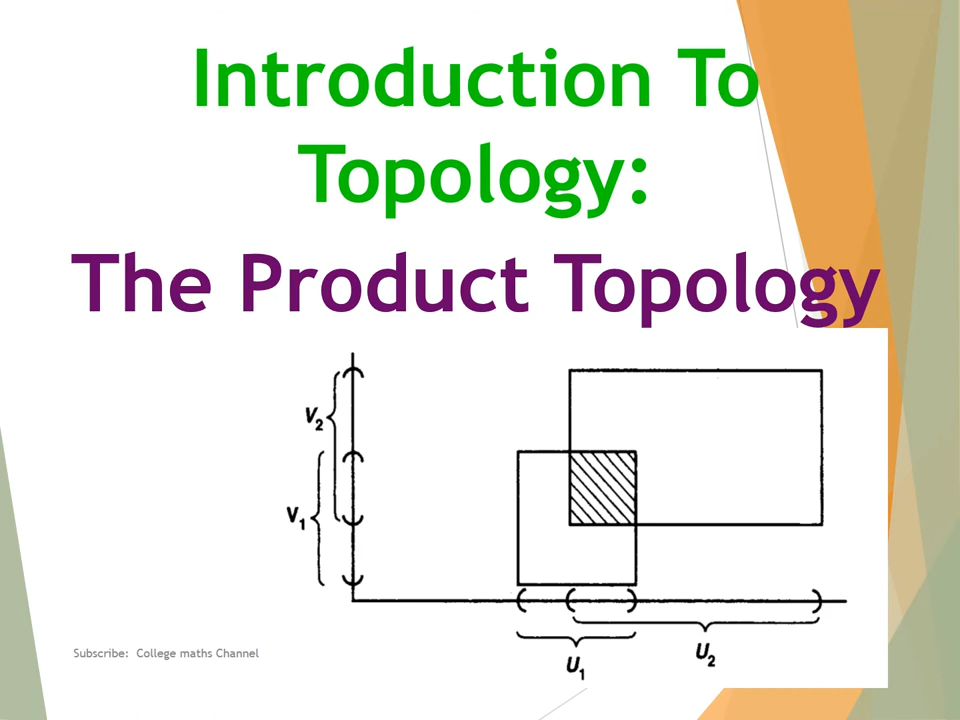 Introduction To
Topology:
The Product Topology
V2
V1
U1
U2
Subscribe: College maths Channel